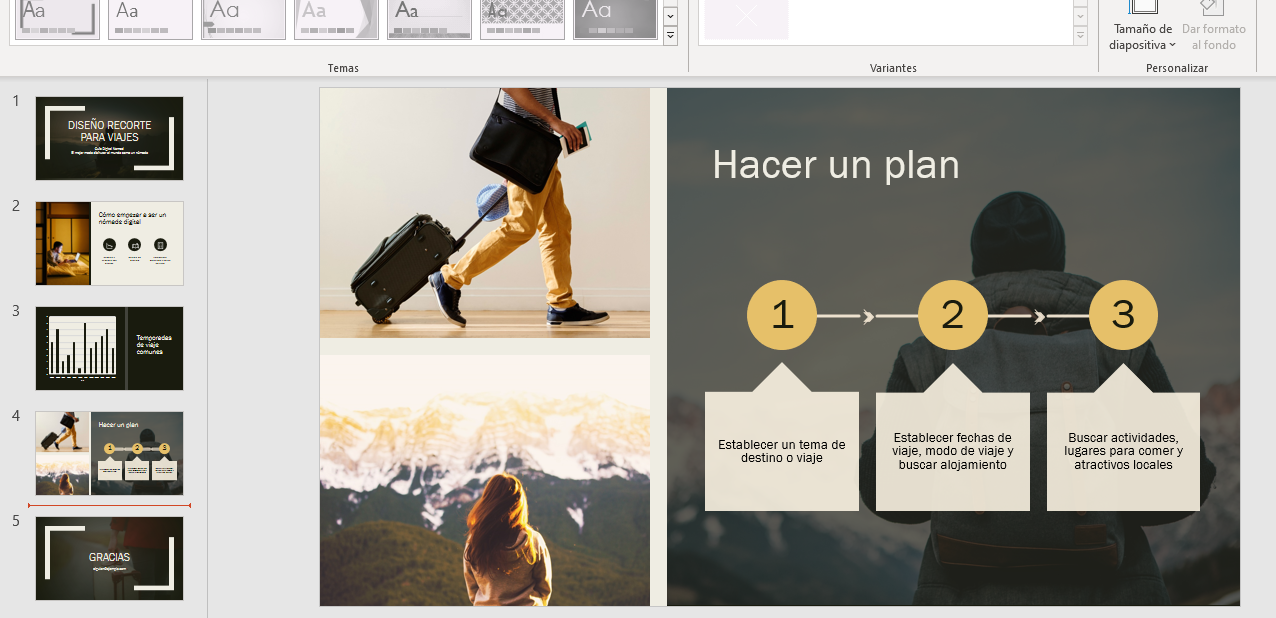 Aa
Aa
Aa
Aa
Aa
Aa
Aa
Temas
Variantes
Tamaño de
diapositiva
Dar formato
al fondo
Personalizar
1
DISEÑO RECORTE
PARA VIAJES
2
Cómo empezar a ser un
nómada digital
3
Temporadas
de viaje
comunes
4
Hacer un plan
1 2 3
5
GRACIAS
Hacer un plan
1 2 3
Establecer un tema de
destino o viaje
Establecer fechas de
viaje, modo de viaje y
buscar alojamiento
Buscar actividades,
lugares para comer y
atractivos locales